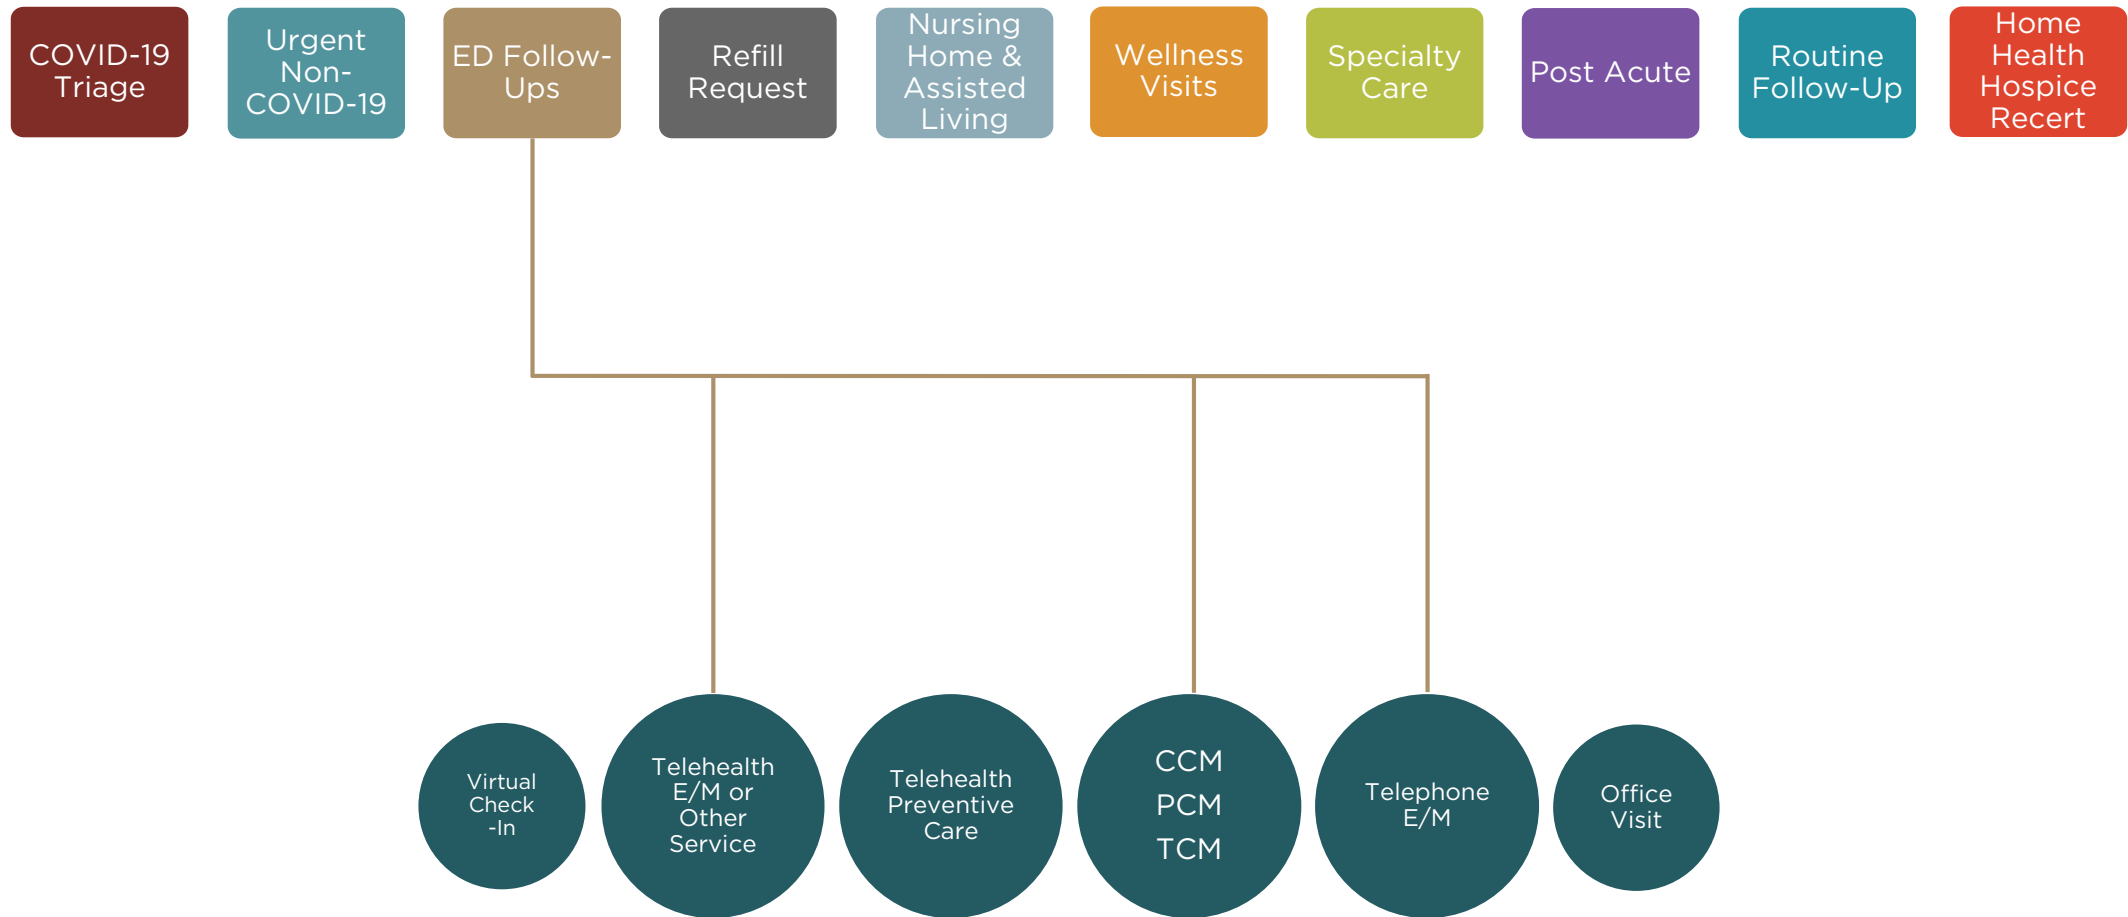 COVID-19
Triage
Urgent
Non-
COVID-19
ED Follow-
Ups
Refill
Request
Nursing
Home &
Assisted
Living
Wellness
Visits
Specialty
Care
Post Acute
Routine
Follow-Up
Home
Health
Hospice
Recert
Virtual
Check
-In
Telehealth
E/M or
Other
Service
Telehealth
Preventive
Care
CCM
PCM
TCM
Telephone
E/M
Office
Visit